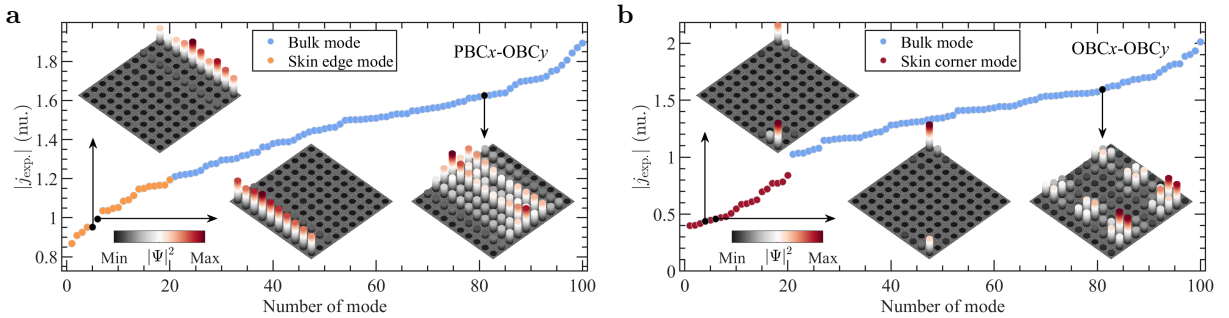 a
Bulk mode
Skin edge mode
PBCx-OBCy
|j_exp.| (nu.)
1.8
1.6
1.4
1.2
1
0.8
Min |Ψ|² Max
0 20 40 60 80 100
Number of mode
b
Bulk mode
Skin corner mode
OBCx-OBCy
|j_exp.| (nu.)
2
1.5
1
0.5
0
Min |Ψ|² Max
0 20 40 60 80 100
Number of mode